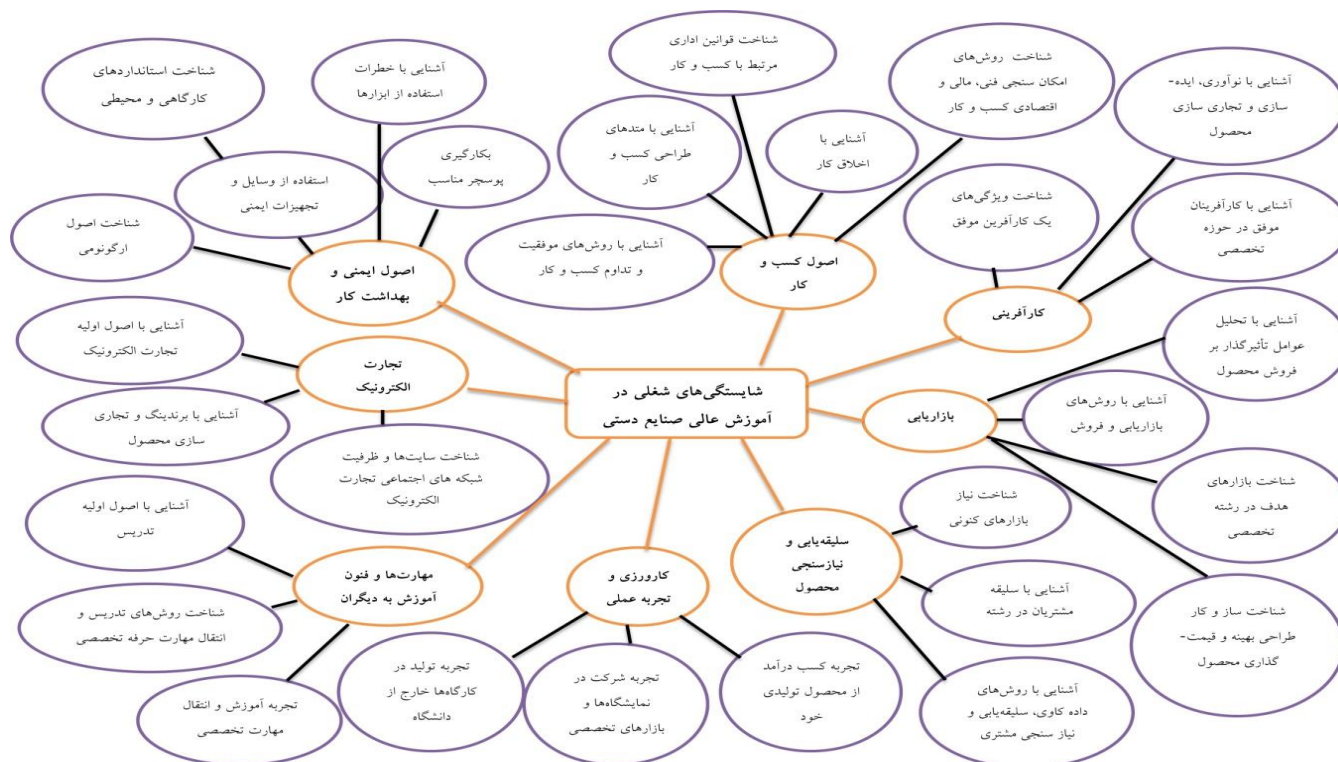 شناخت قوانین اداری
مرتبط با کسب و کار
شناخت روش‌های
امکان سنجی فنی، مالی و
اقتصادی کسب و کار
آشنایی با نوآوری، ایده-
سازی و تجاری سازی
محصول
آشنایی با خطرات
استفاده از ابزارها
شناخت استانداردهای
کارگاهی و محیطی
آشنایی با متدهای
طراحی کسب و
کار
آشنایی با
اخلاق کار
بکارگیری
پوسچر مناسب
استفاده از وسایل و
تجهیزات ایمنی
شناخت ویژگی‌های
یک کارآفرین موفق
آشنایی با کارآفرینان
موفق در حوزه
تخصصی
شناخت اصول
ارگونومی
آشنایی با روش‌های موفقیت
و تداوم کسب و کار
اصول کسب و
کار
اصول ایمنی و
بهداشت کار
کارآفرینی
آشنایی با تحلیل
عوامل تأثیرگذار بر
فروش محصول
آشنایی با اصول اولیه
تجارت الکترونیک
تجارت
الکترونیک
شایستگی‌های شغلی در
آموزش عالی صنایع دستی
بازاریابی
آشنایی با روش‌های
بازاریابی و فروش
آشنایی با برندینگ و تجاری
سازی محصول
شناخت سایت‌ها و ظرفیت
شبکه های اجتماعی تجارت
الکترونیک
شناخت بازارهای
هدف در رشته
تخصصی
شناخت نیاز
بازارهای کنونی
آشنایی با اصول اولیه
تدریس
سلیقه‌یابی و
نیازسنجی
محصول
کارورزی و
تجربه عملی
مهارت‌ها و فنون
آموزش به دیگران
آشنایی با سلیقه
مشتریان در رشته
شناخت ساز و کار
طراحی بهینه و قیمت-
گذاری محصول
شناخت روش‌های تدریس و
انتقال مهارت حرفه تخصصی
تجربه کسب درآمد
از محصول تولیدی
خود
تجربه شرکت در
نمایشگاه‌ها و
بازارهای تخصصی
تجربه تولید در
کارگاه‌ها خارج از
دانشگاه
آشنایی با روش‌های
داده کاوی، سلیقه‌یابی و
نیاز سنجی مشتری
تجربه آموزش و انتقال
مهارت تخصصی